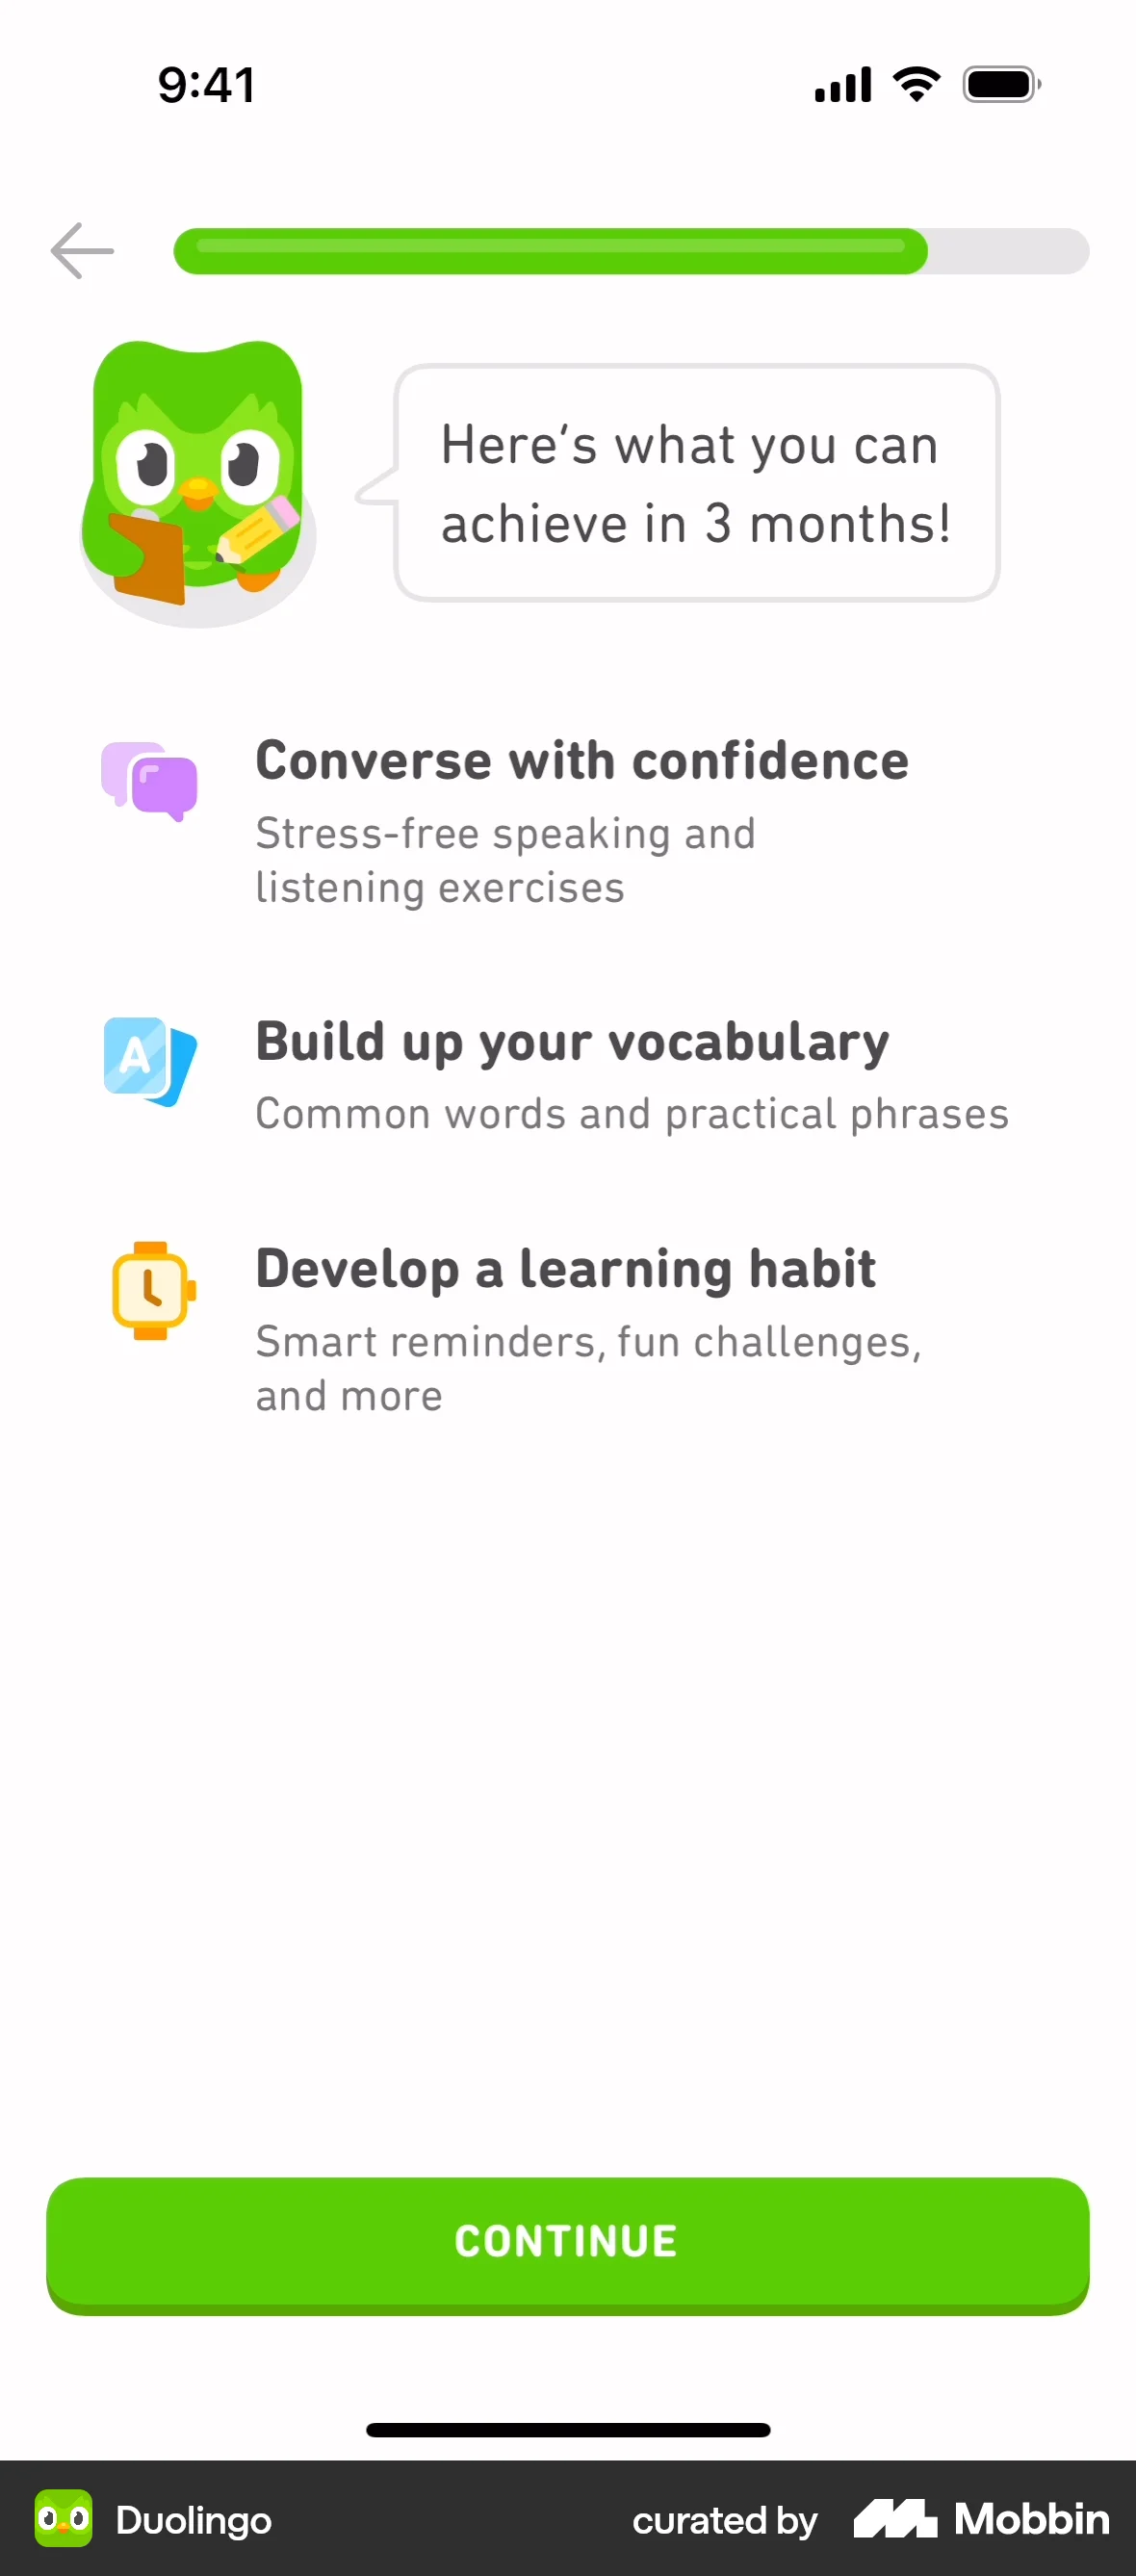 9:41
Here’s what you can
achieve in 3 months!
Converse with confidence
Stress-free speaking and
listening exercises
A
Build up your vocabulary
Common words and practical phrases
Develop a learning habit
Smart reminders, fun challenges,
and more
CONTINUE
Duolingo
curated by Mobbin